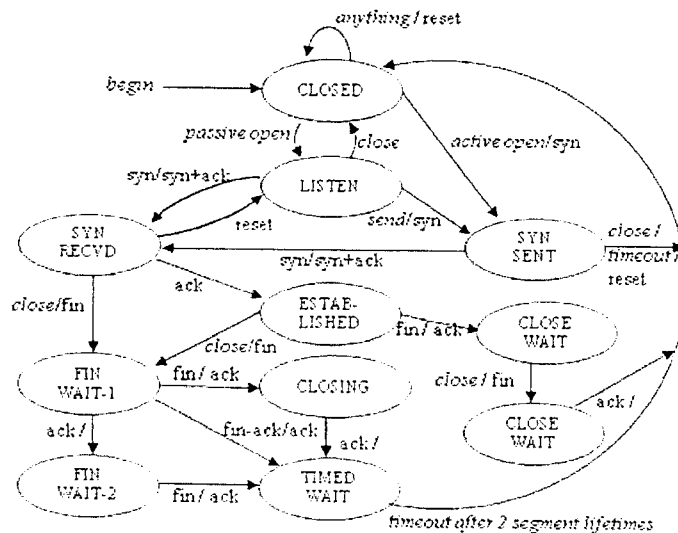 anything / reset
begin
CLOSED
passive open
close
active open/syn
syn/syn+ack
LISTEN
SYN
RECVD
reset
send/syn
SYN
SENT
close /
timeout /
reset
syn/syn+ack
ack
close/fin
ESTAB-
LISHED
fin/ ack
CLOSE
WAIT
close/fin
FIN
WAIT-1
fin/ ack
CLOSING
close/ fin
ack /
fin-ack/ack
ack /
CLOSE
WAIT
ack /
FIN
WAIT-2
fin/ ack
TIMED
WAIT
timeout after 2 segment lifetimes